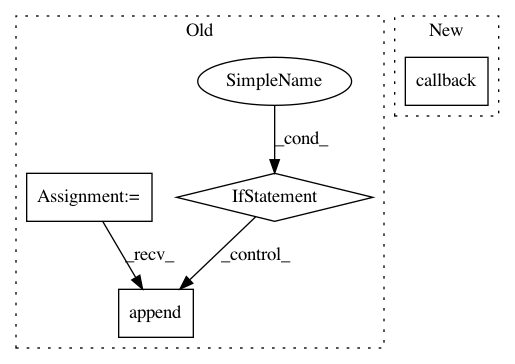 Old
New
SimpleName
callback
_cond_
Assignment:=
IfStatement
_recv_
_control_
append